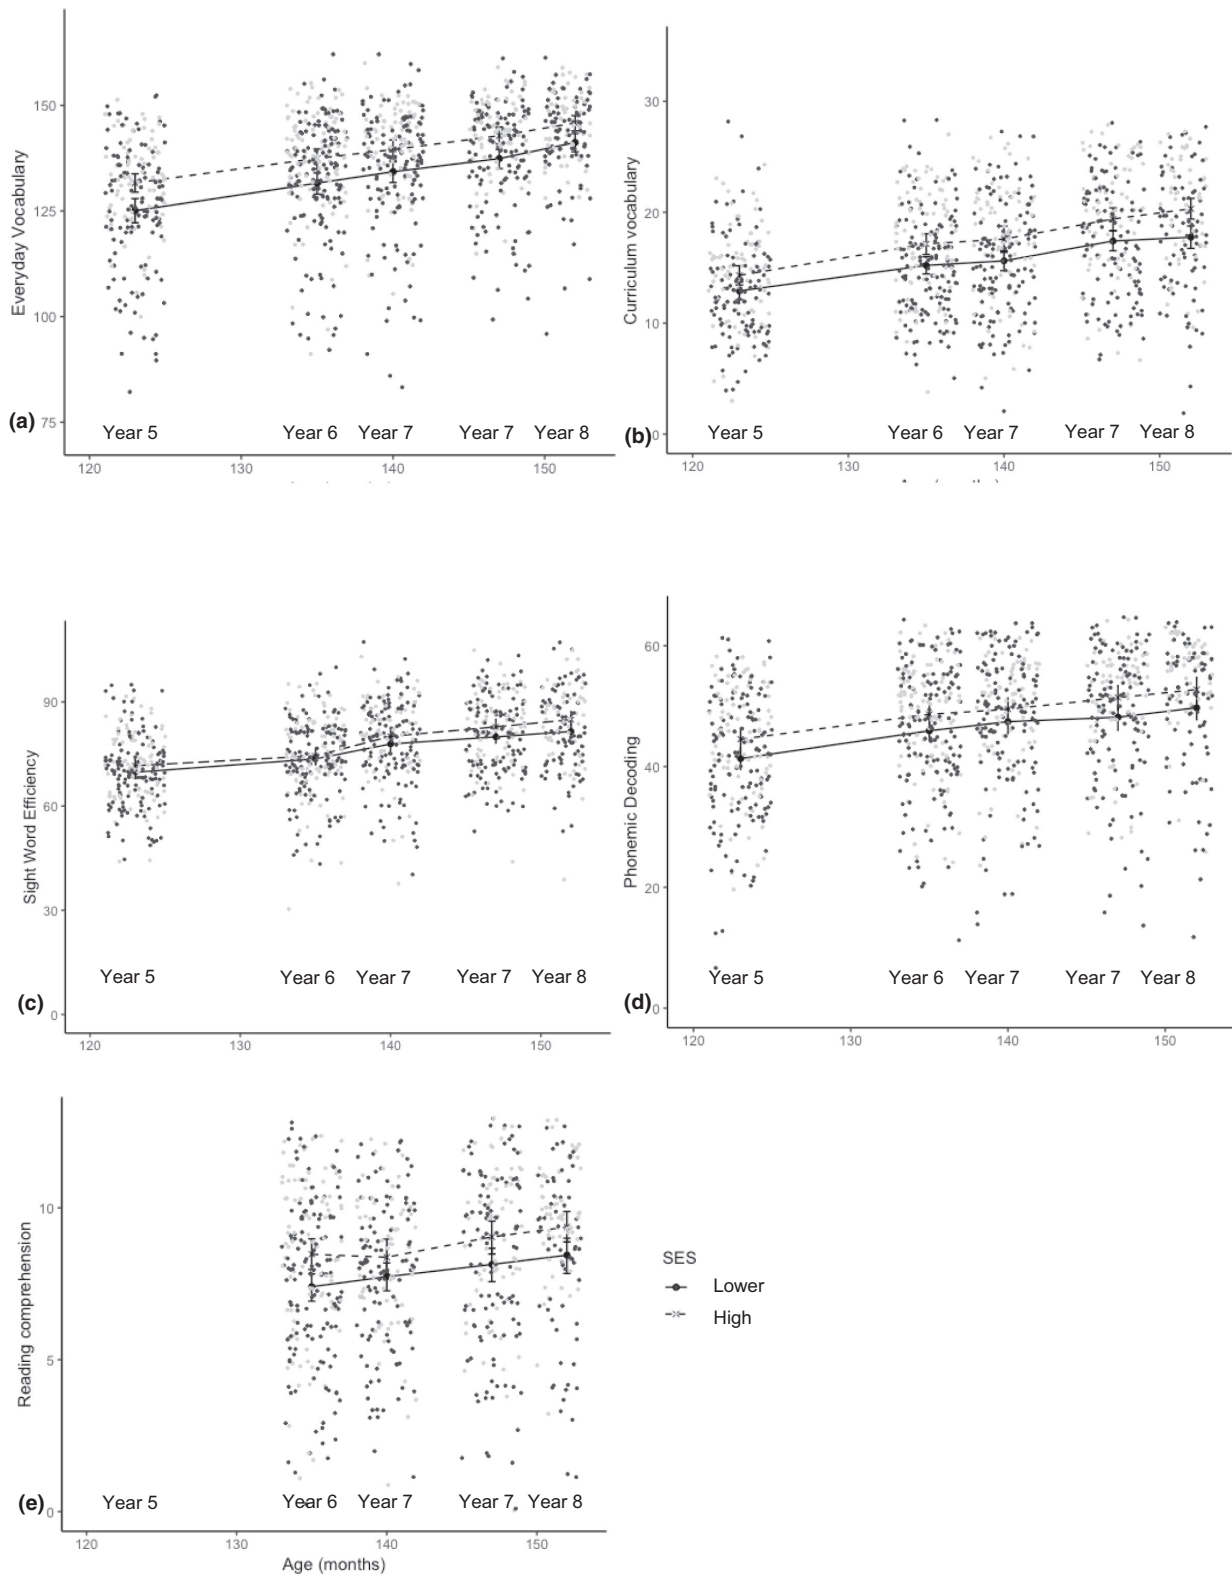 150
125
100
75
Everyday Vocabulary
(a)
Year 5
Year 6
Year 7
Year 7
Year 8
120
130
140
150
30
20
10
0
Curriculum vocabulary
(b)
Year 5
Year 6
Year 7
Year 7
Year 8
120
130
140
150
90
60
30
0
Sight Word Efficiency
(c)
Year 5
Year 6
Year 7
Year 7
Year 8
120
130
140
150
60
40
20
0
Phonemic Decoding
(d)
Year 5
Year 6
Year 7
Year 7
Year 8
120
130
140
150
10
5
0
Reading comprehension
(e)
Year 5
Year 6
Year 7
Year 7
Year 8
120
130
140
150
Age (months)
SES
Lower
High